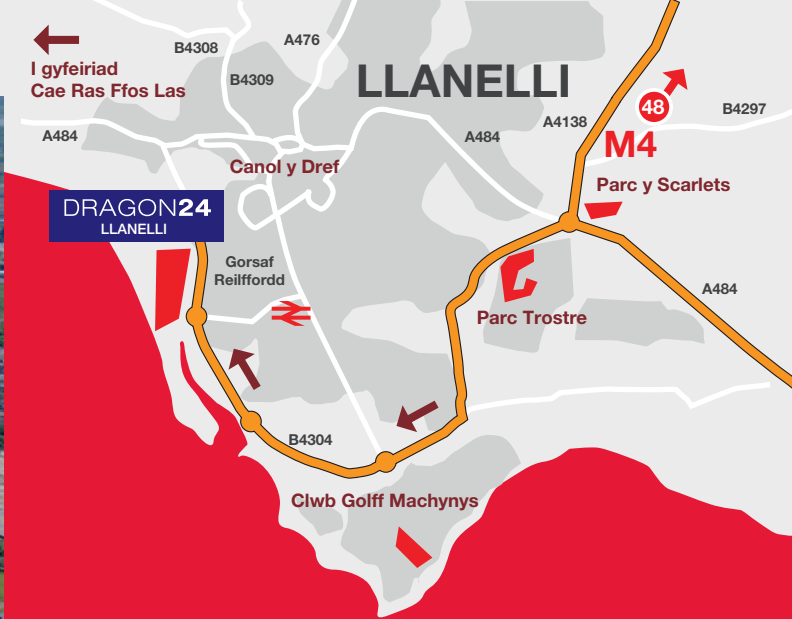 B4308
A476
I gyfeiriad
Cae Ras Ffos Las
B4309
LLANELLI
48
B4297
A484
A484
A4138
M4
Canol y Dref
Parc y Scarlets
DRAGON24
LLANELLI
Gorsaf
Reilffordd
A484
Parc Trostre
B4304
Clwb Golff Machynys